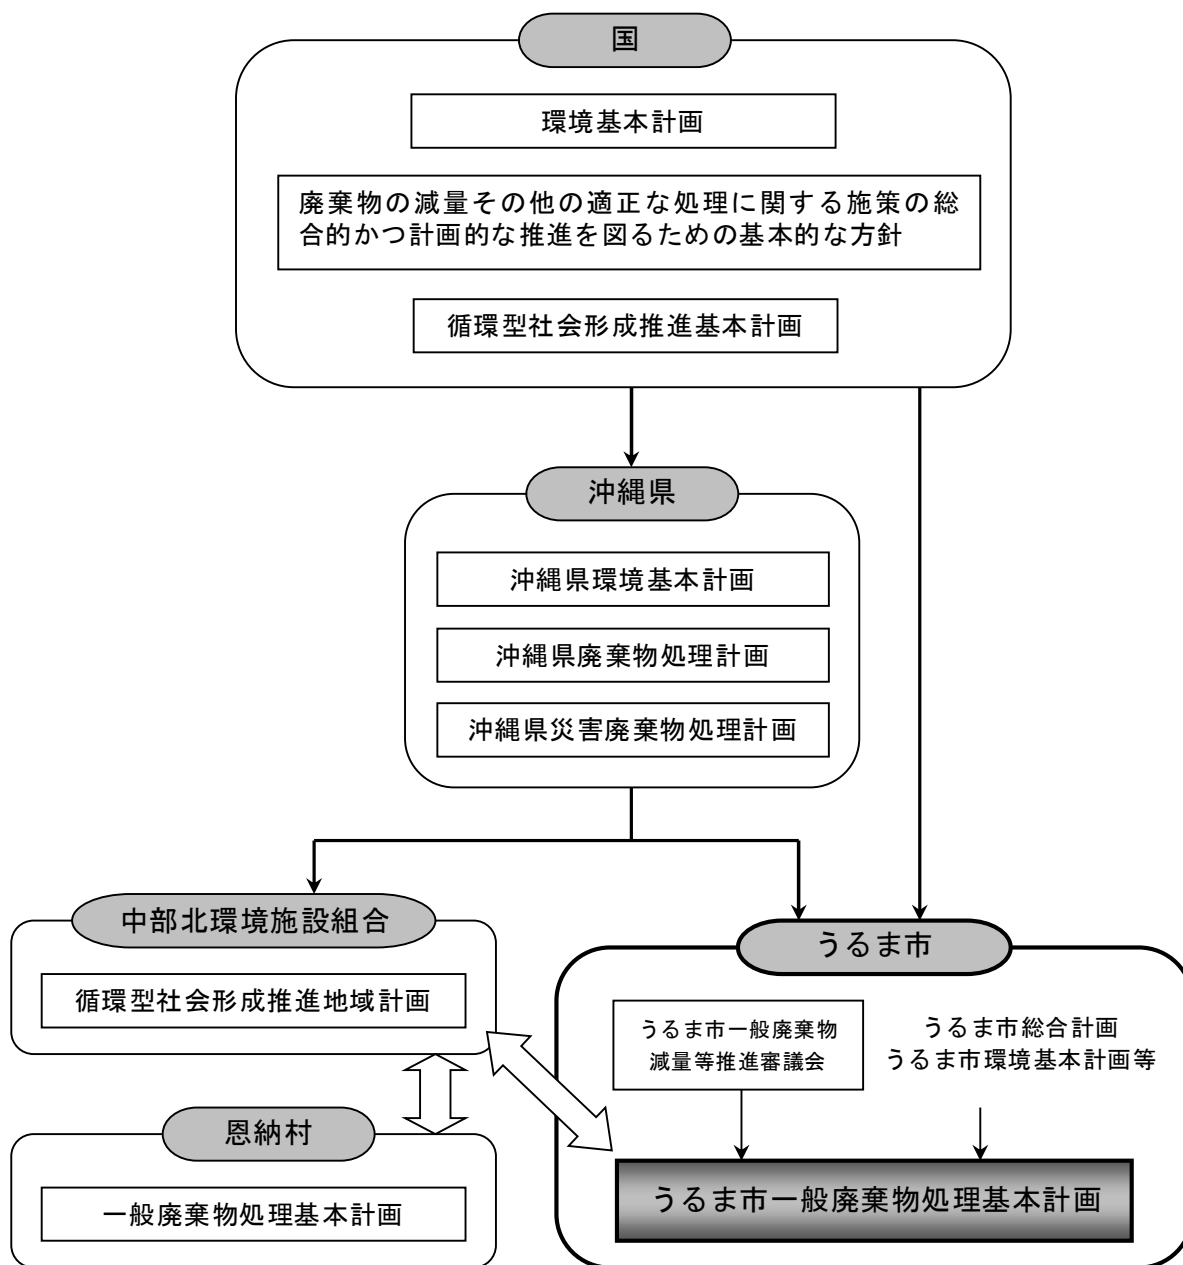 国
環境基本計画
廃棄物の減量その他の適正な処理に関する施策の総
合的かつ計画的な推進を図るための基本的な方針
循環型社会形成推進基本計画
沖縄県
沖縄県環境基本計画
沖縄県廃棄物処理計画
沖縄県災害廃棄物処理計画
中部北環境施設組合
循環型社会形成推進地域計画
恩納村
一般廃棄物処理基本計画
うるま市
うるま市一般廃棄物
減量等推進審議会
うるま市総合計画
うるま市環境基本計画等
うるま市一般廃棄物処理基本計画